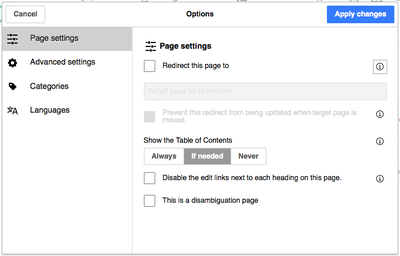 Cancel
Options
Apply changes
Page settings
Advanced settings
Categories
Languages
Page settings
Redirect this page to
Target page for redirection
Prevent this redirect from being updated when target page is
moved.
Show the Table of Contents
Always If needed Never
Disable the edit links next to each heading on this page.
This is a disambiguation page